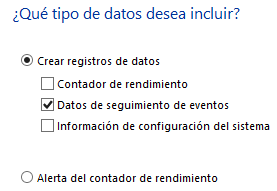 ¿Qué tipo de datos desea incluir?
Crear registros de datos
Contador de rendimiento
Datos de seguimiento de eventos
Información de configuración del sistema
Alerta del contador de rendimiento